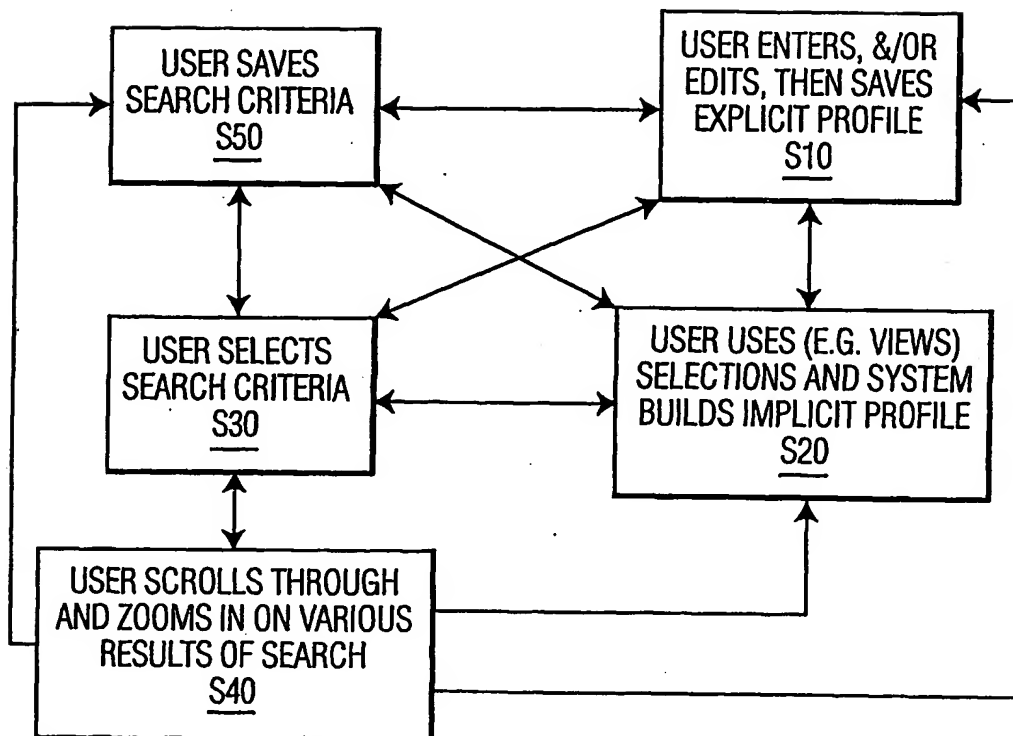 USER SAVES
SEARCH CRITERIA
S50
USER ENTERS, &/OR
EDITS, THEN SAVES
EXPLICIT PROFILE
S10
USER SELECTS
SEARCH CRITERIA
S30
USER USES (E.G. VIEWS)
SELECTIONS AND SYSTEM
BUILDS IMPLICIT PROFILE
S20
USER SCROLLS THROUGH
AND ZOOMS IN ON VARIOUS
RESULTS OF SEARCH
S40